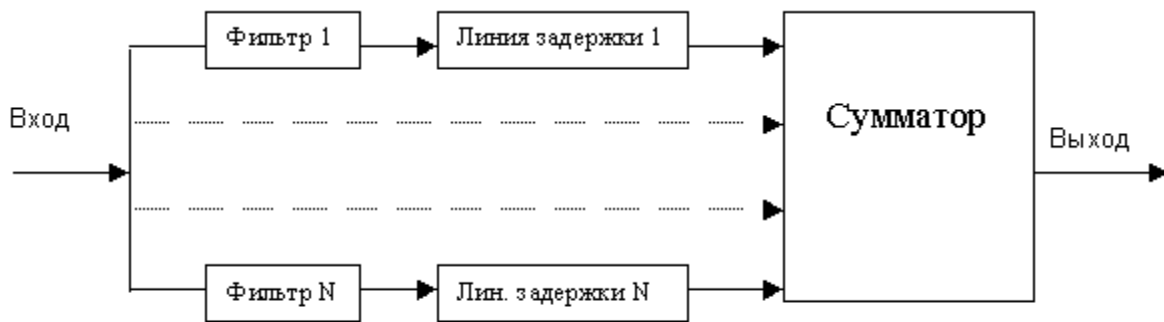 Фильтр 1
Линия задержки 1
Вход
Сумматор
Выход
Фильтр N
Лин. задержки N